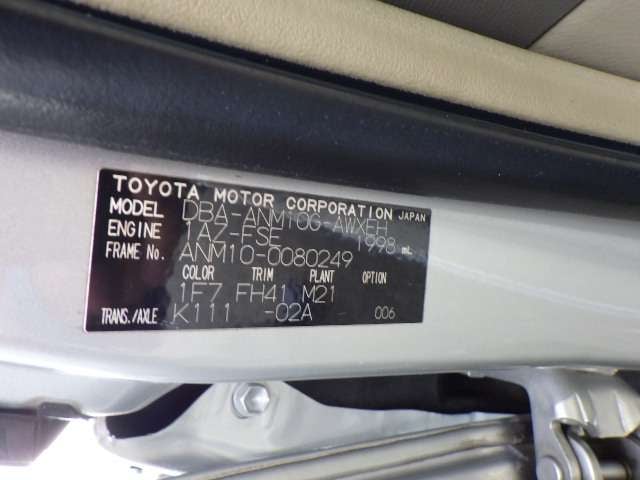 TOYOTA MOTOR CORPORATION JAPAN
MODEL DBA-ANM10G-AWXEH
ENGINE 1AZ-FSE 1998 mL
FRAME No. ANM10-0080249
COLOR TRIM PLANT OPTION
1F7 FH41 M21
TRANS./AXLE K111 -02A 006